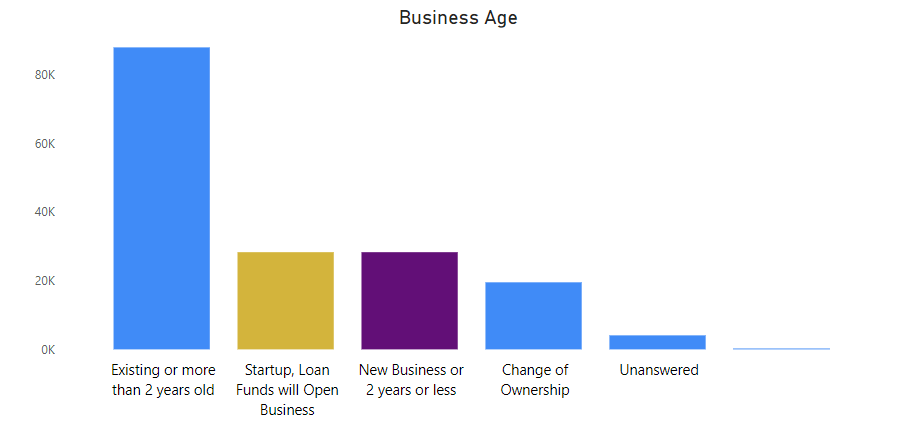 Business Age
80K
60K
40K
20K
0K
Existing or more
than 2 years old
Startup, Loan
Funds will Open
Business
New Business or
2 years or less
Change of
Ownership
Unanswered